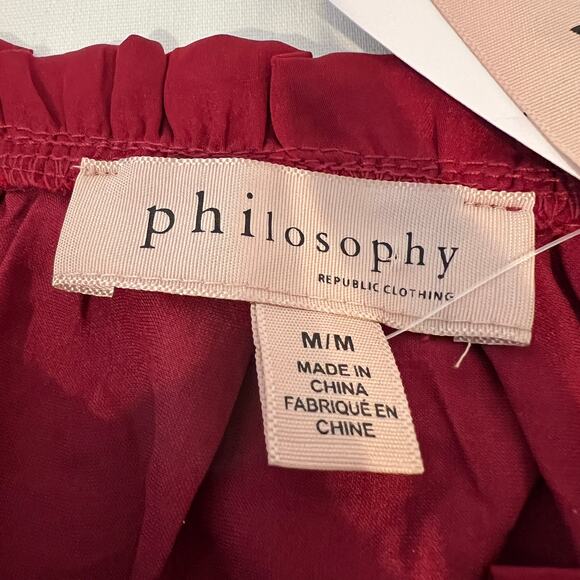 philosophy
REPUBLIC CLOTHING
M/M
MADE IN
CHINA
FABRIQUÉ EN
CHINE